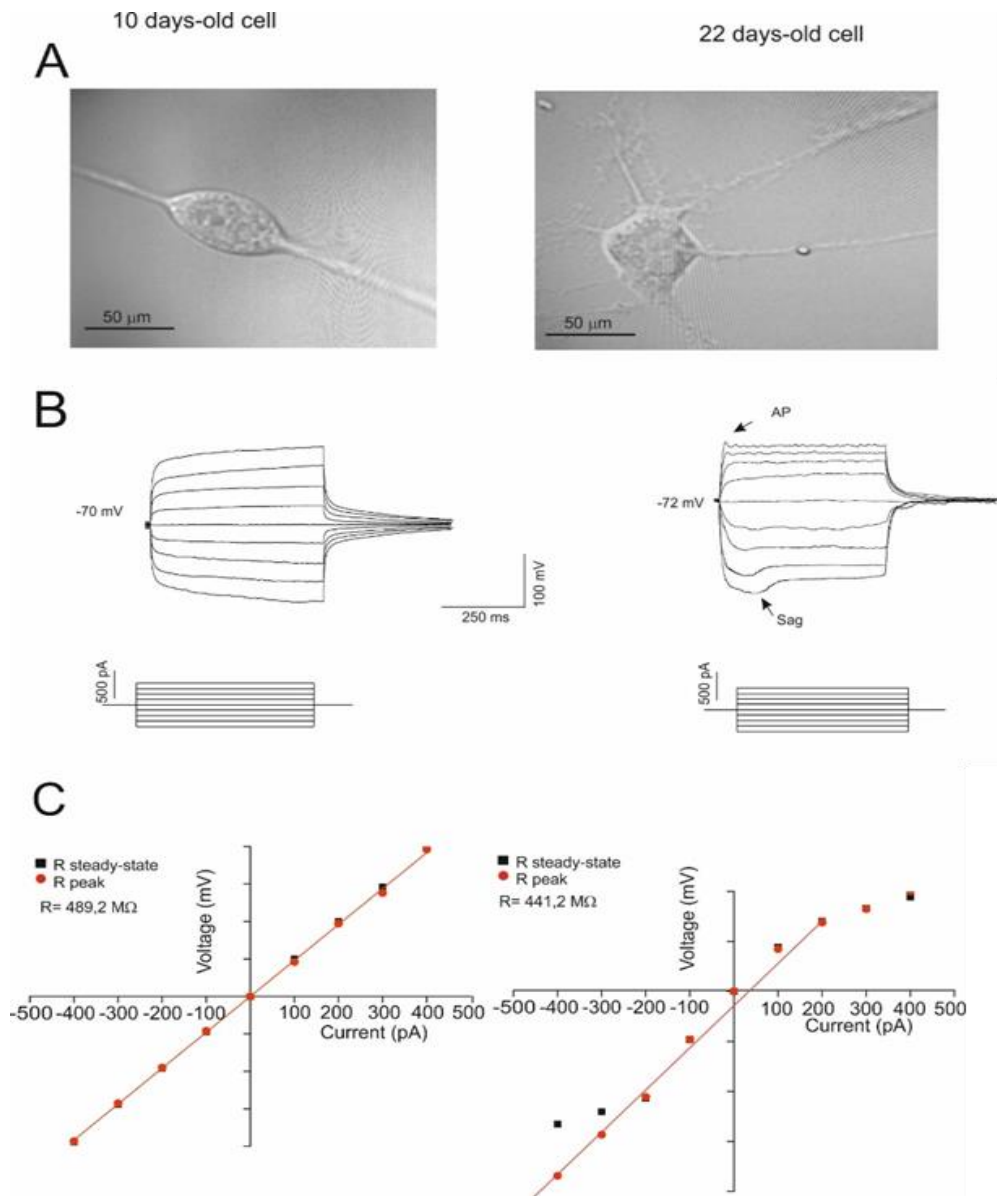 10 days-old cell
22 days-old cell
A
50 µm
50 µm
B
AP
-70 mV
-72 mV
100 mV
250 ms
Sag
500 pA
500 pA
C
R steady-state
R peak
R= 489,2 MΩ
Voltage (mV)
-500 -400 -300 -200 -100
100 200 300 400 500
Current (pA)
R steady-state
R peak
R= 441,2 MΩ
Voltage (mV)
-500 -400 -300 -200 -100
100 200 300 400 500
Current (pA)